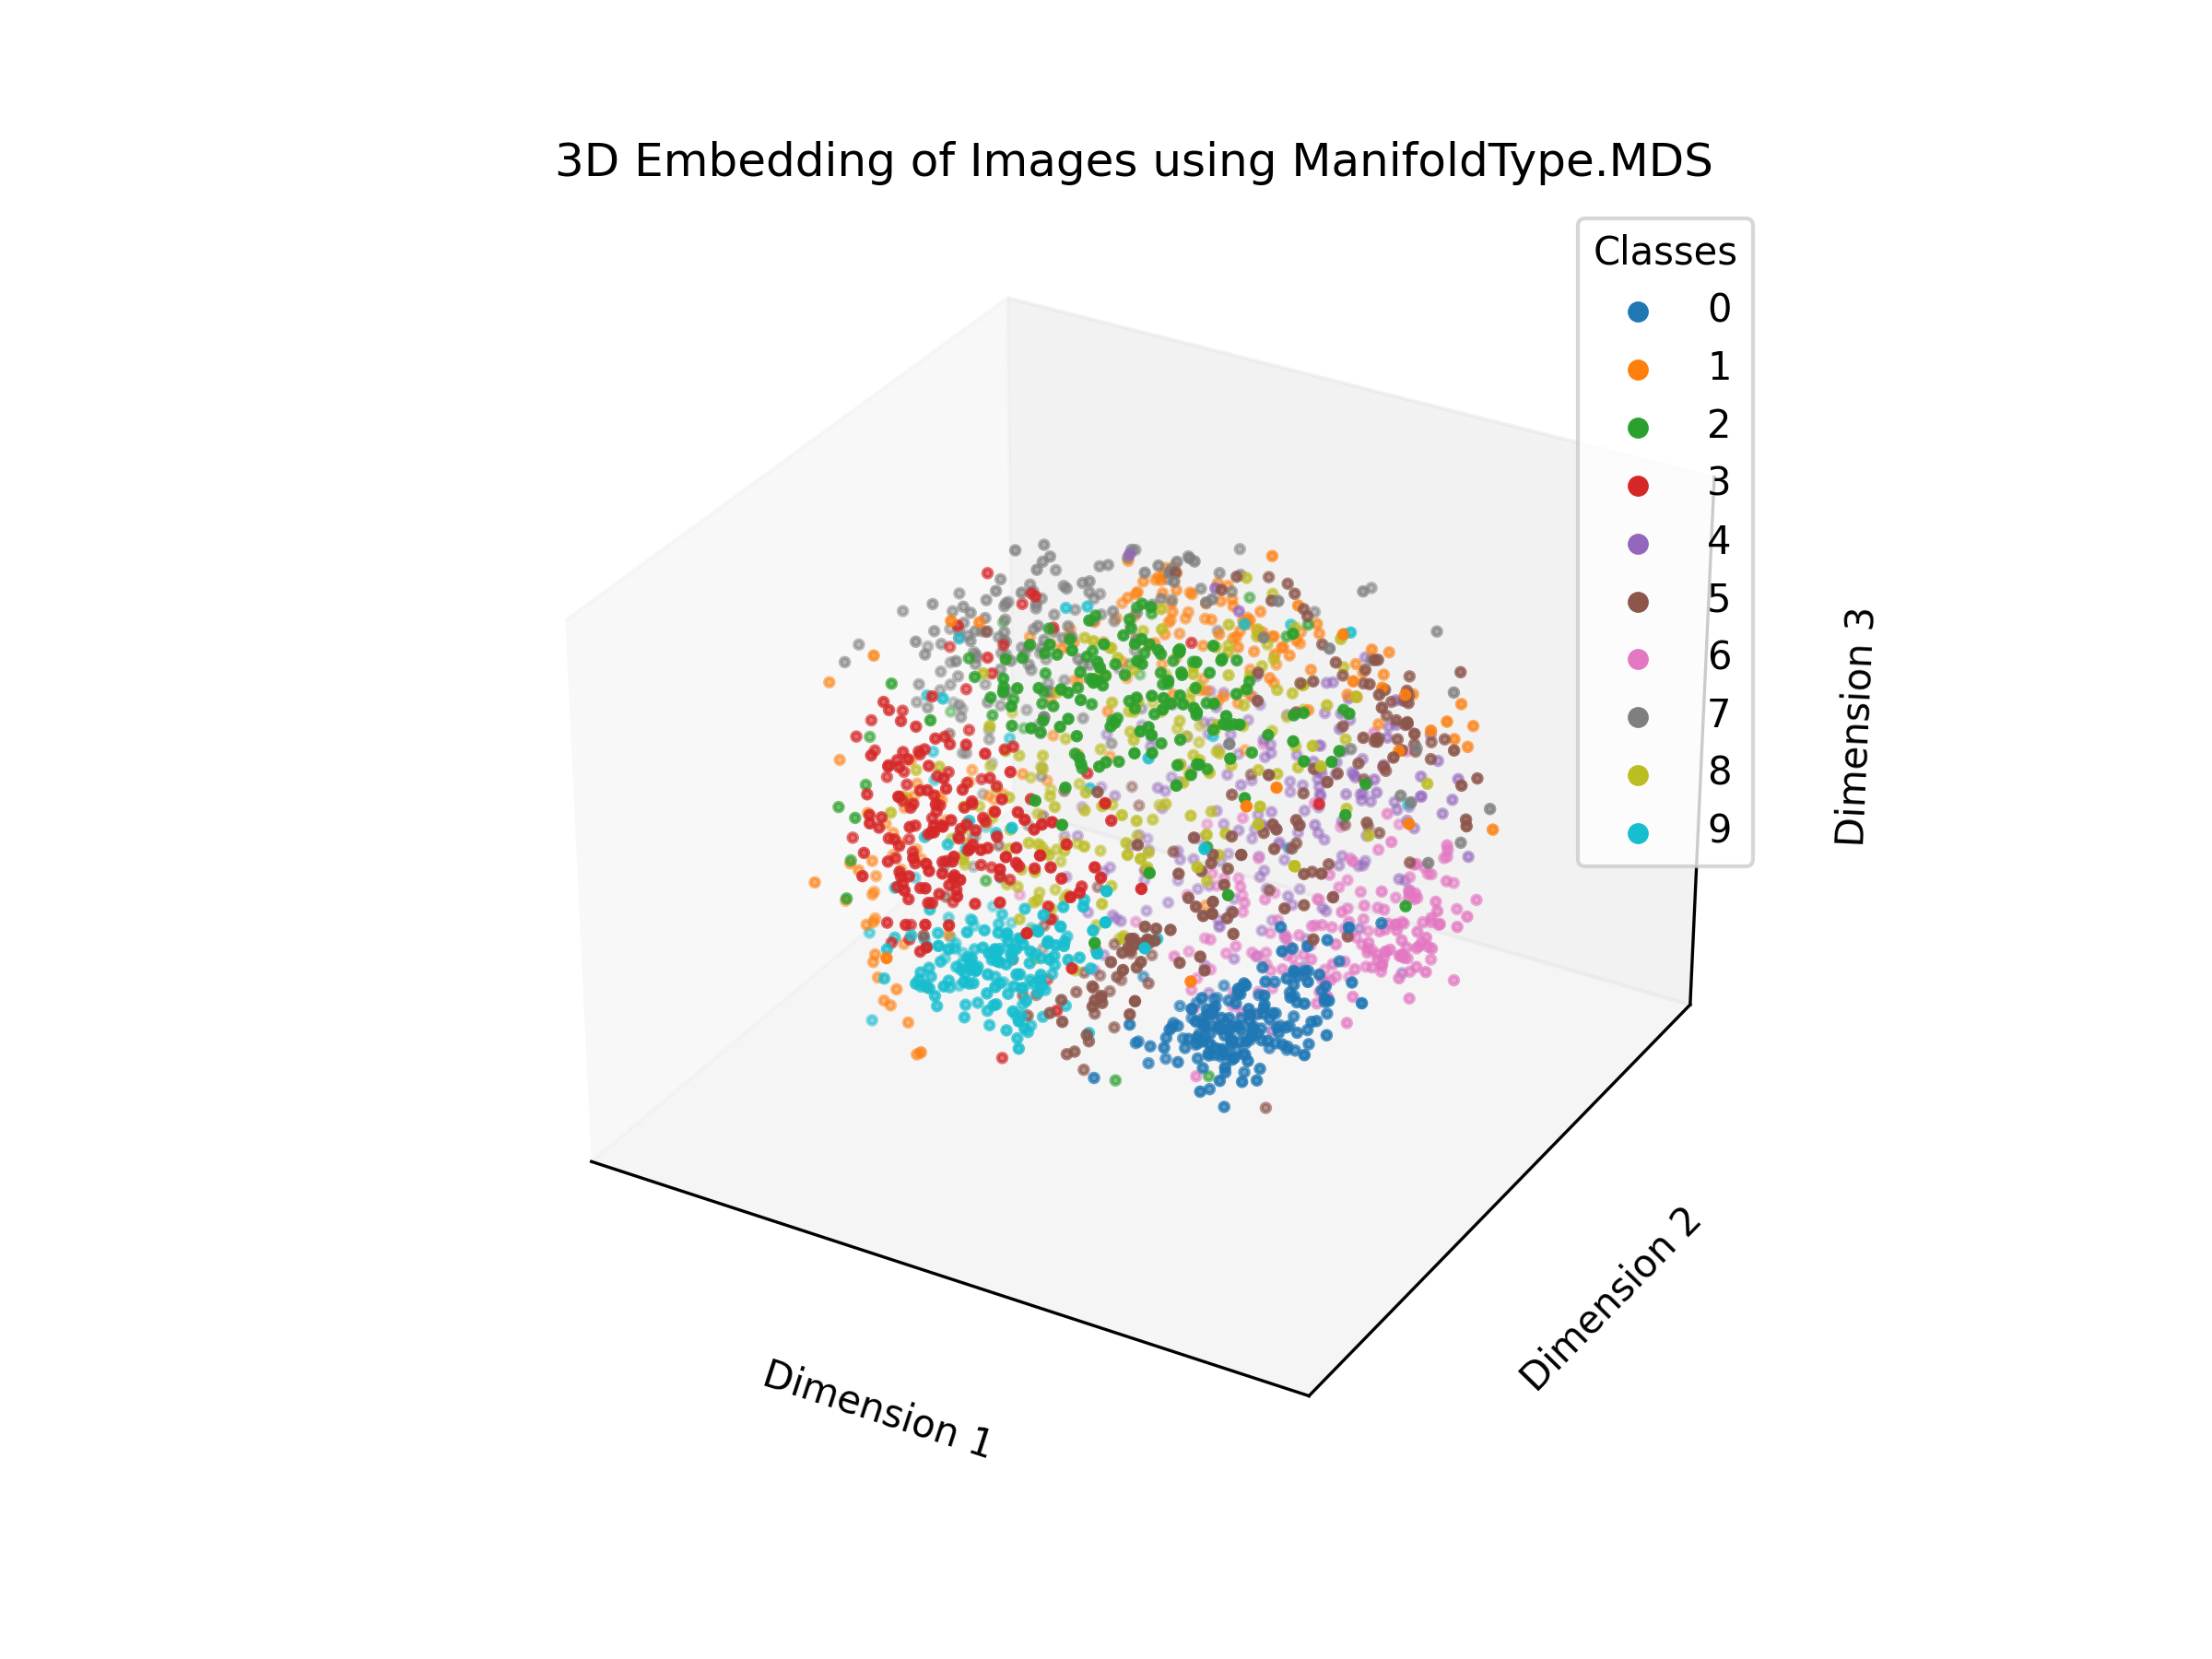 3D Embedding of Images using ManifoldType.MDS
Classes
0
1
2
3
4
5
6
7
8
9
Dimension 3
Dimension 2
Dimension 1